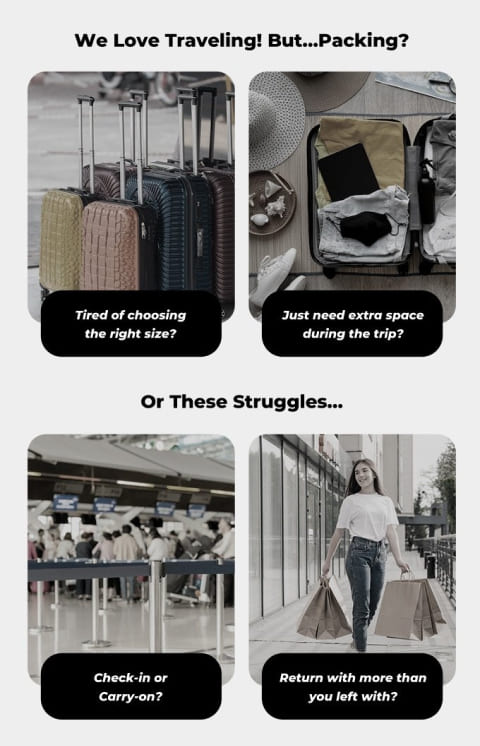 We Love Traveling! But...Packing?
Tired of choosing
the right size?
Just need extra space
during the trip?
Or These Struggles...
Check-in or
Carry-on?
Return with more than
you left with?